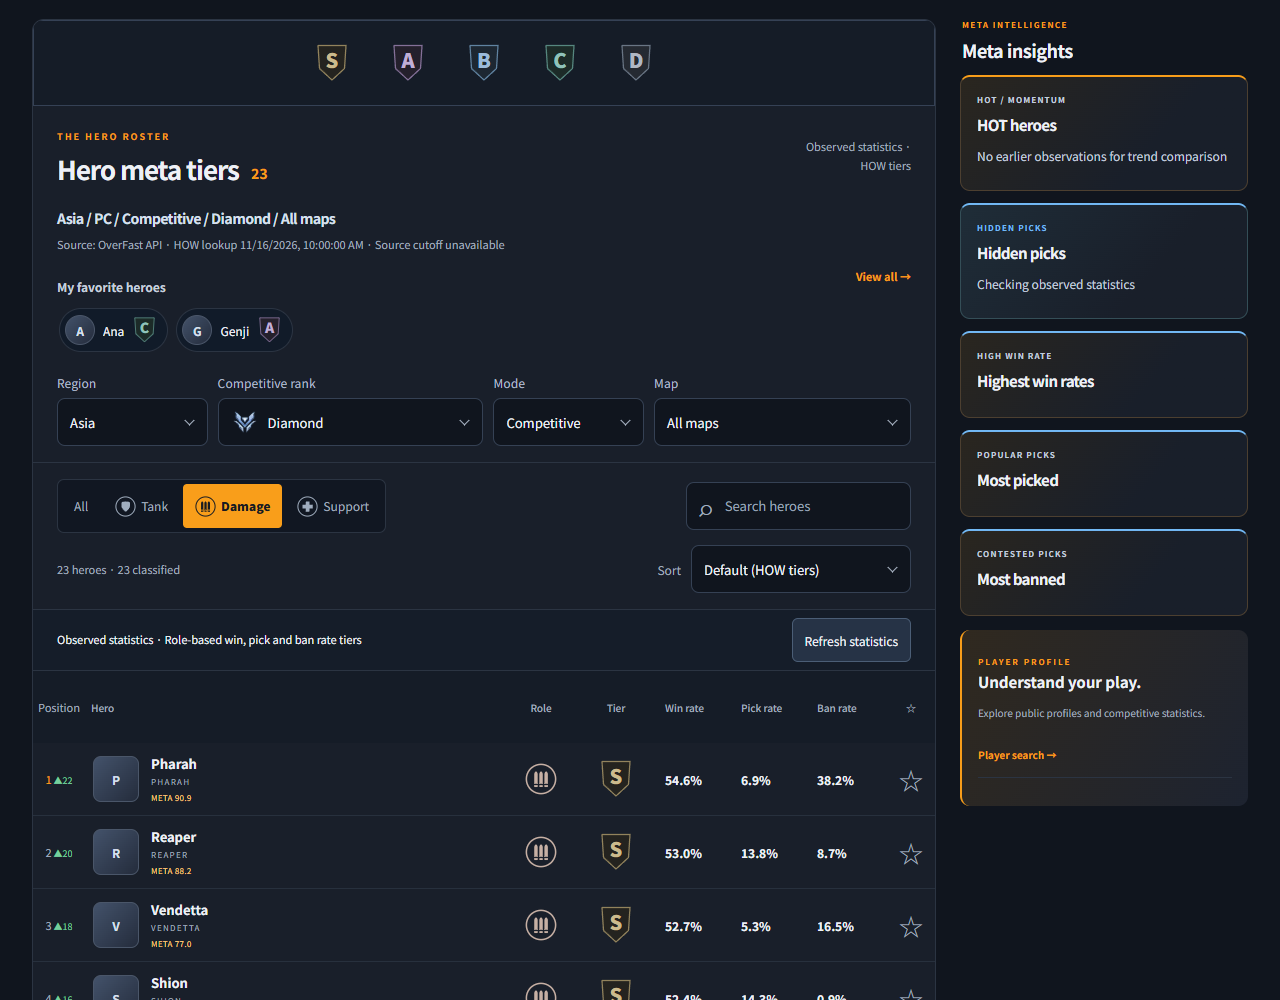 S A B C D
THE HERO ROSTER
Hero meta tiers 23
Observed statistics ·
HOW tiers
Asia / PC / Competitive / Diamond / All maps
Source: OverFast API · HOW lookup 11/16/2026, 10:00:00 AM · Source cutoff unavailable
My favorite heroes
View all →
A Ana C G Genji A
Region Competitive rank Mode Map
Asia Diamond Competitive All maps
All Tank Damage Support
Search heroes
23 heroes · 23 classified
Sort Default (HOW tiers)
Observed statistics · Role-based win, pick and ban rate tiers
Refresh statistics
Position Hero Role Tier Win rate Pick rate Ban rate ☆
1 ▲22 P Pharah S 54.6% 6.9% 38.2% ☆
PHARAH
META 90.9
2 ▲20 R Reaper S 53.0% 13.8% 8.7% ☆
REAPER
META 88.2
3 ▲18 V Vendetta S 52.7% 5.3% 16.5% ☆
VENDETTA
META 77.0
Shion
META INTELLIGENCE
Meta insights
HOT / MOMENTUM
HOT heroes
No earlier observations for trend comparison
HIDDEN PICKS
Hidden picks
Checking observed statistics
HIGH WIN RATE
Highest win rates
POPULAR PICKS
Most picked
CONTESTED PICKS
Most banned
PLAYER PROFILE
Understand your play.
Explore public profiles and competitive statistics.
Player search →